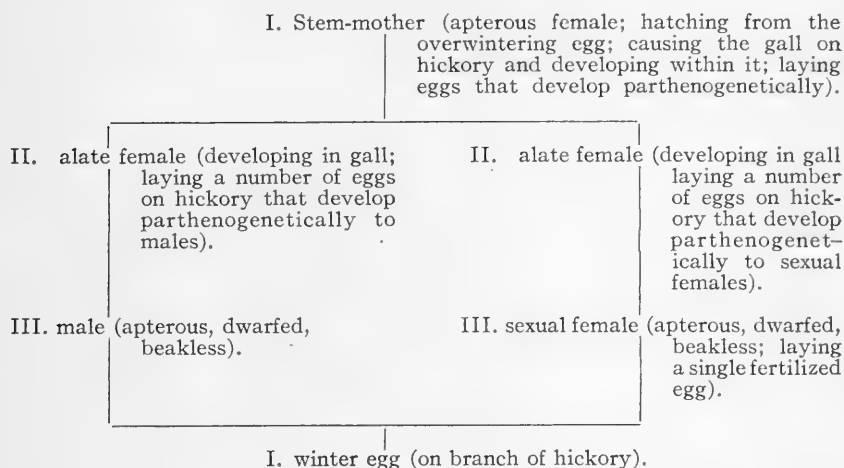 I. Stem-mother (apterous female; hatching from the
overwintering egg; causing the gall on
hickory and developing within it; laying
eggs that develop parthenogenetically).
II. alate female (developing in gall;
laying a number of eggs
on hickory that develop
parthenogenetically to
males).
II. alate female (developing in gall
laying a number
of eggs on hick-
ory that develop
parthenogenet-
ically to sexual
females).
III. male (apterous, dwarfed,
beakless).
III. sexual female (apterous, dwarfed,
beakless; laying
a single fertilized
egg).
I. winter egg (on branch of hickory).